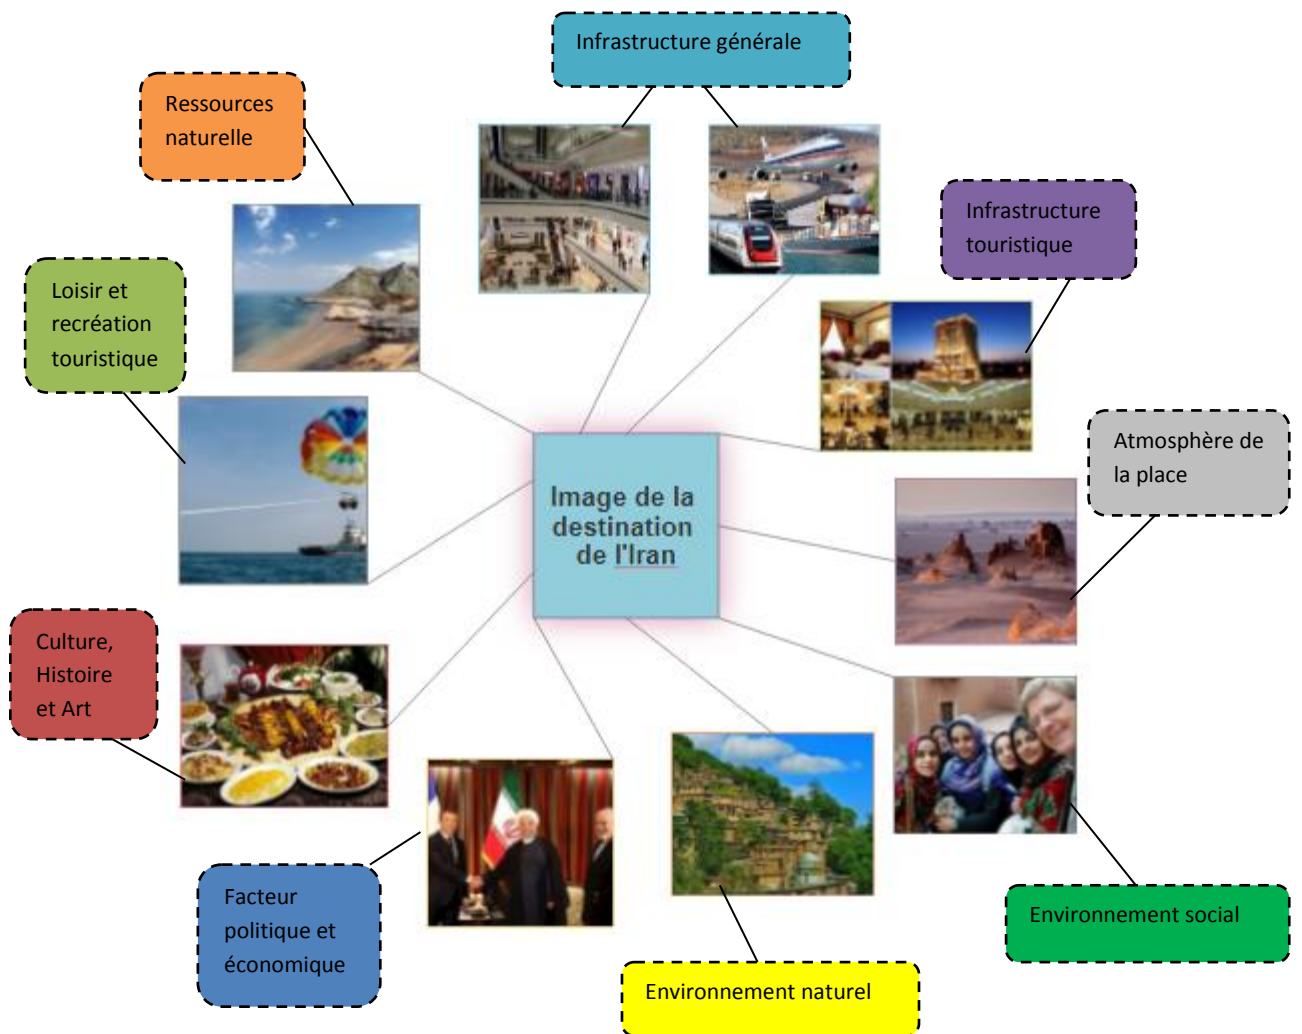 Infrastructure générale
Ressources
naturelle
Infrastructure
touristique
Loisir et
recréation
touristique
Atmosphère de
la place
Image de la
destination
de l'Iran
Culture,
Histoire
et Art
Facteur
politique et
économique
Environnement social
Environnement naturel